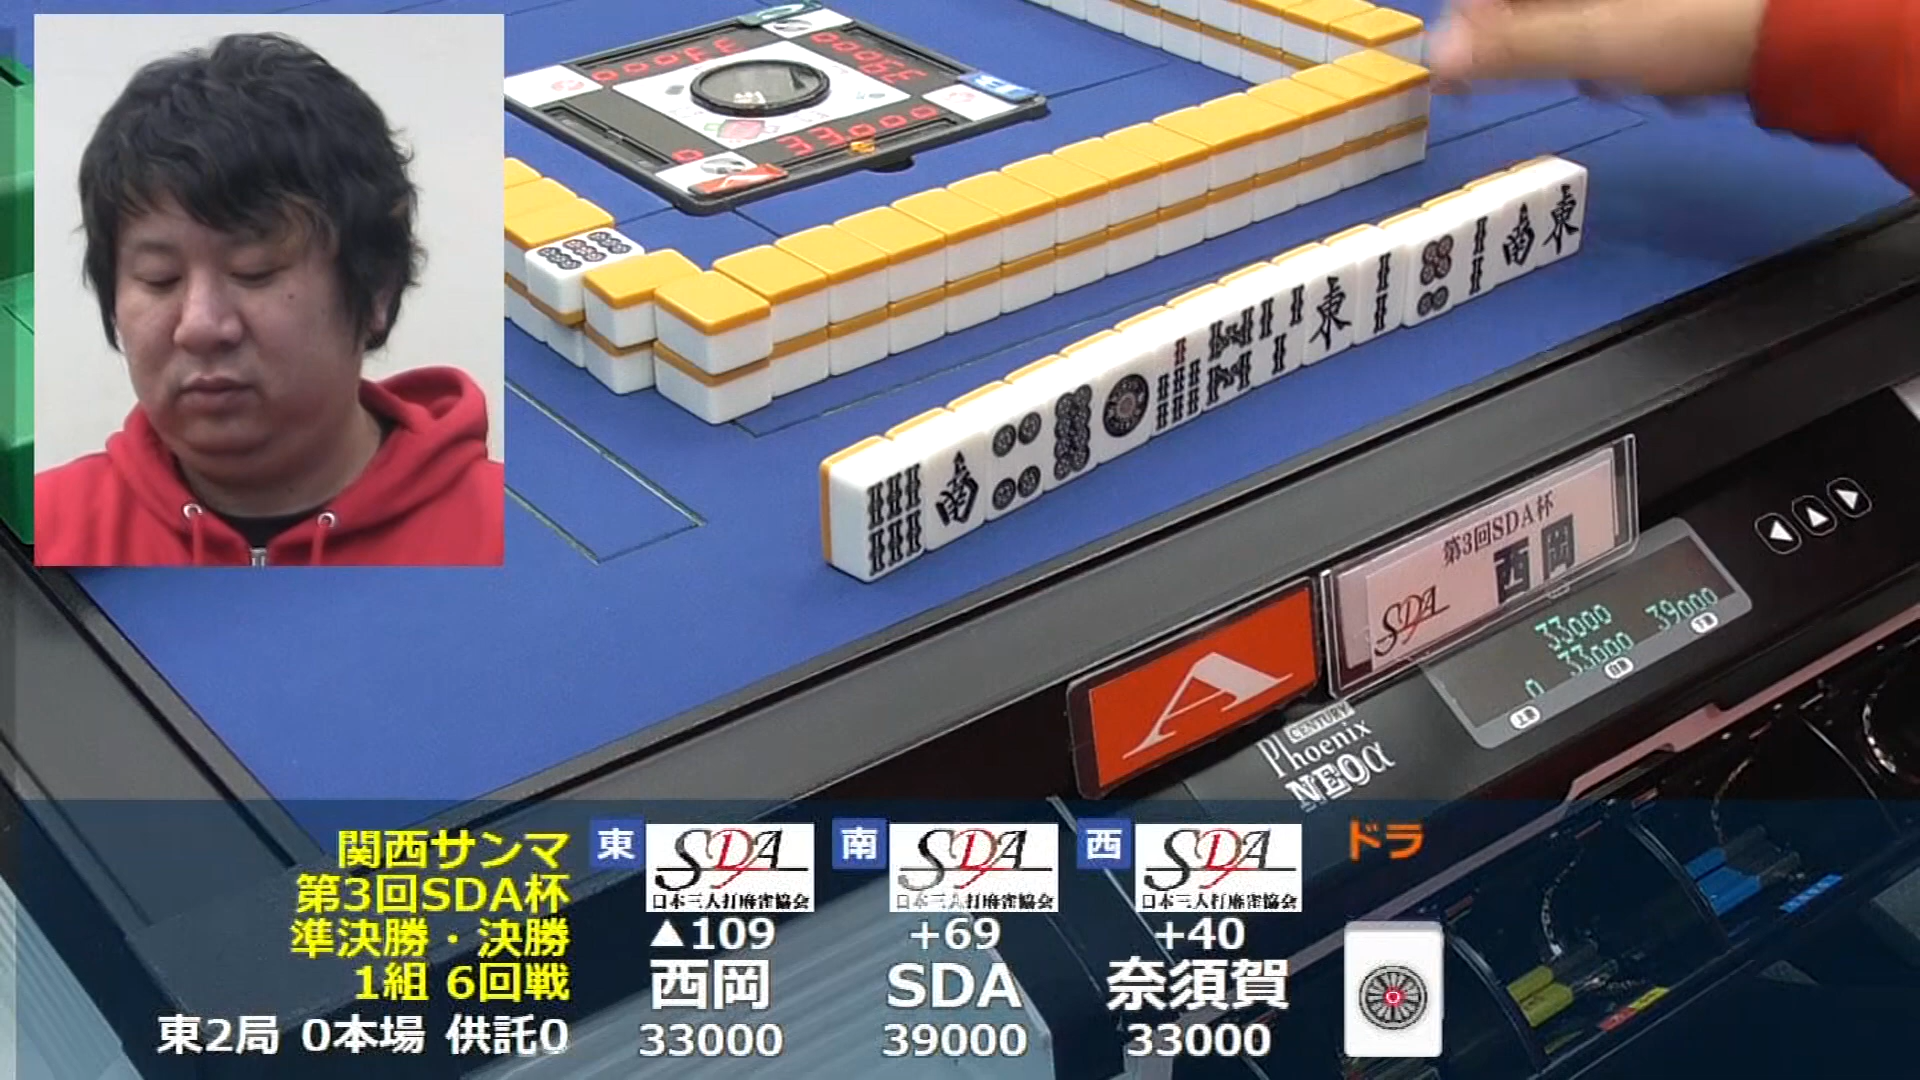 東
南
東
南
第3回SDA杯
SDA 西岡
33000 39000
0 33000
A
CENTURY
Phoenix
NEOα
関西サンマ
第3回SDA杯
準決勝・決勝
1組 6回戦
東2局 0本場 供託0
東
SDA
日本三人打麻雀協会
▲109
西岡
33000
南
SDA
日本三人打麻雀協会
+69
SDA
39000
西
SDA
日本三人打麻雀協会
+40
奈須賀
33000
ドラ